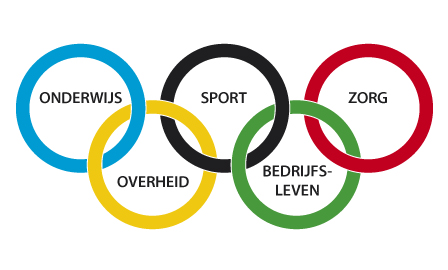 ONDERWIJS
SPORT
ZORG
OVERHEID
BEDRIJFS-
LEVEN